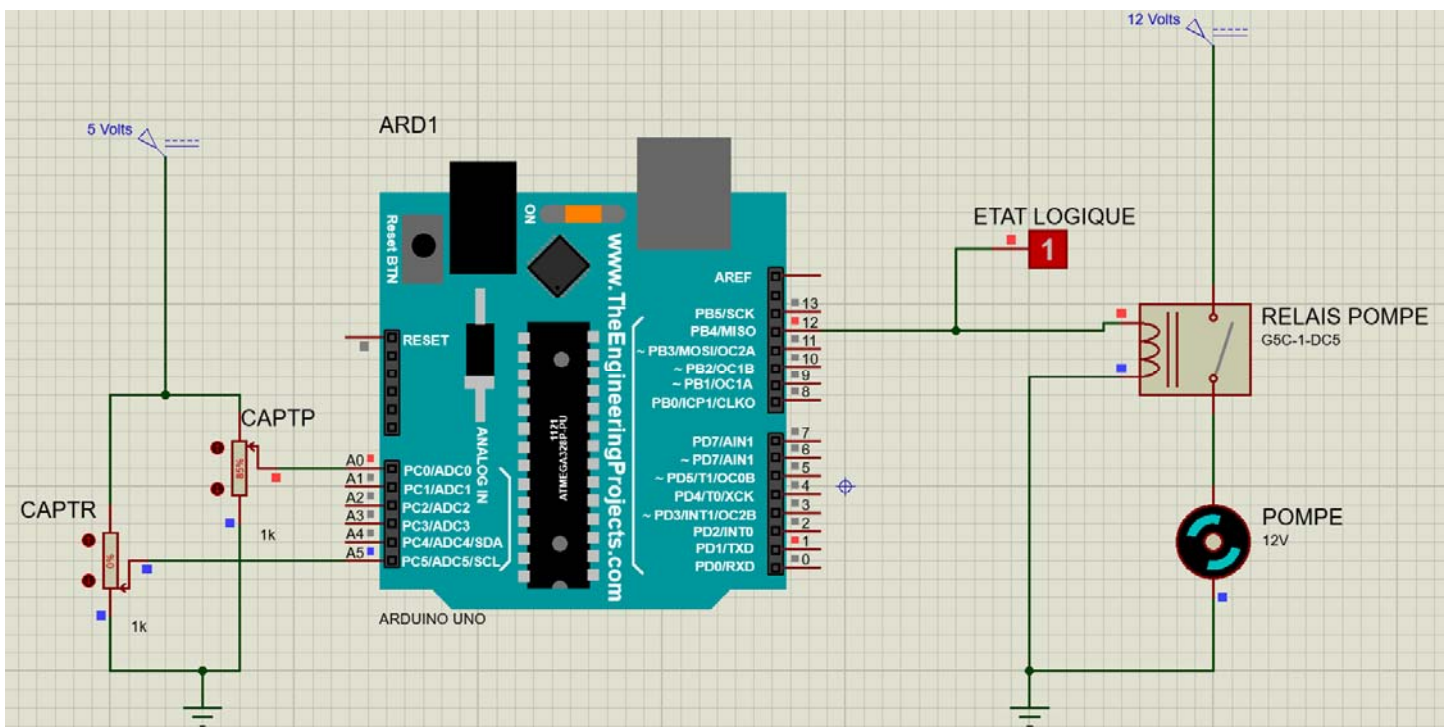 12 Volts
5 Volts
ARD1
ON
Reset BTN
www.TheEngineeringProjects.com
ETAT LOGIQUE
1
AREF
PB5/SCK 13
PB4/MISO 12
~ PB3/MOSI/OC2A 11
~ PB2/OC1B 10
~ PB1/OC1A 9
PB0/ICP1/CLKO 8
RELAIS POMPE
G5C-1-DC5
RESET
ANALOG IN
1121
ATMEGA328P-PU
PD7/AIN1 7
~ PD7/AIN1 6
~ PD5/T1/OC0B 5
PD4/T0/XCK 4
~ PD3/INT1/OC2B 3
PD2/INT0 2
PD1/TXD 1
PD0/RXD 0
CAPTP
85%
1k
A0 PC0/ADC0
A1 PC1/ADC1
A2 PC2/ADC2
A3 PC3/ADC3
A4 PC4/ADC4/SDA
A5 PC5/ADC5/SCL
CAPTR
0%
1k
POMPE
12V
ARDUINO UNO